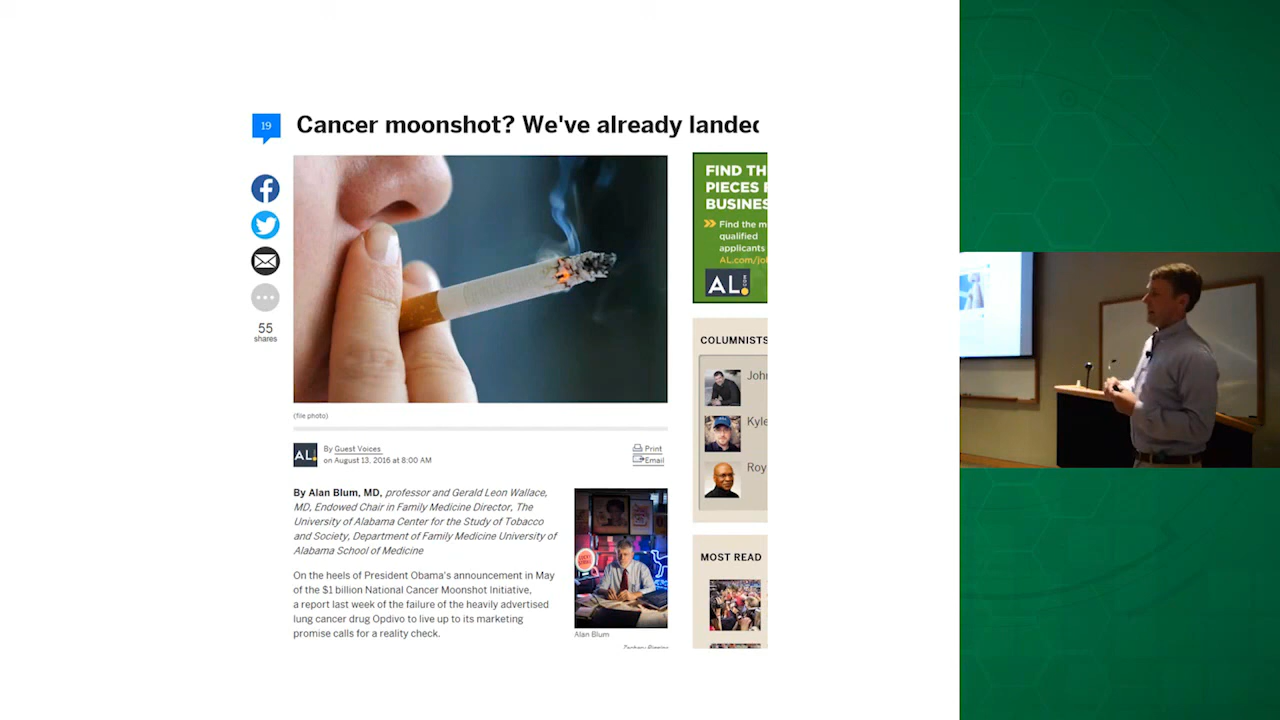 19
Cancer moonshot? We've already landed
55
shares
FIND TH
PIECES F
BUSINES
Find the m
qualified
applicants
AL.com/jo
AL.com
COLUMNISTS
John
Kyle
Roy
(file photo)
AL.
By Guest Voices
on August 13, 2016 at 8:00 AM
Print
Email
By Alan Blum, MD, professor and Gerald Leon Wallace,
MD, Endowed Chair in Family Medicine Director, The
University of Alabama Center for the Study of Tobacco
and Society, Department of Family Medicine University of
Alabama School of Medicine
On the heels of President Obama's announcement in May
of the $1 billion National Cancer Moonshot Initiative,
a report last week of the failure of the heavily advertised
lung cancer drug Opdivo to live up to its marketing
promise calls for a reality check.
Alan Blum
MOST READ